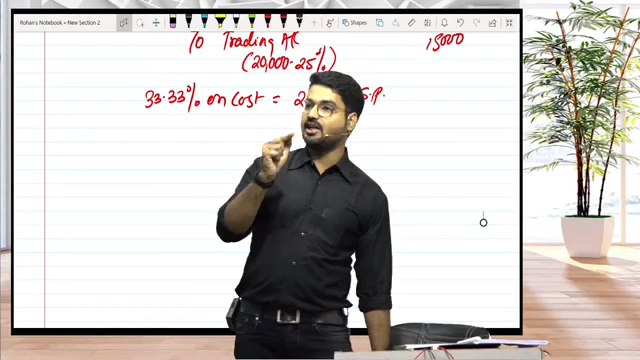 Rohan's Notebook • New Section 2
Shapes
To Trading A/c 15000
(20,000-25%)
33.33% on cost = 2 S.P.